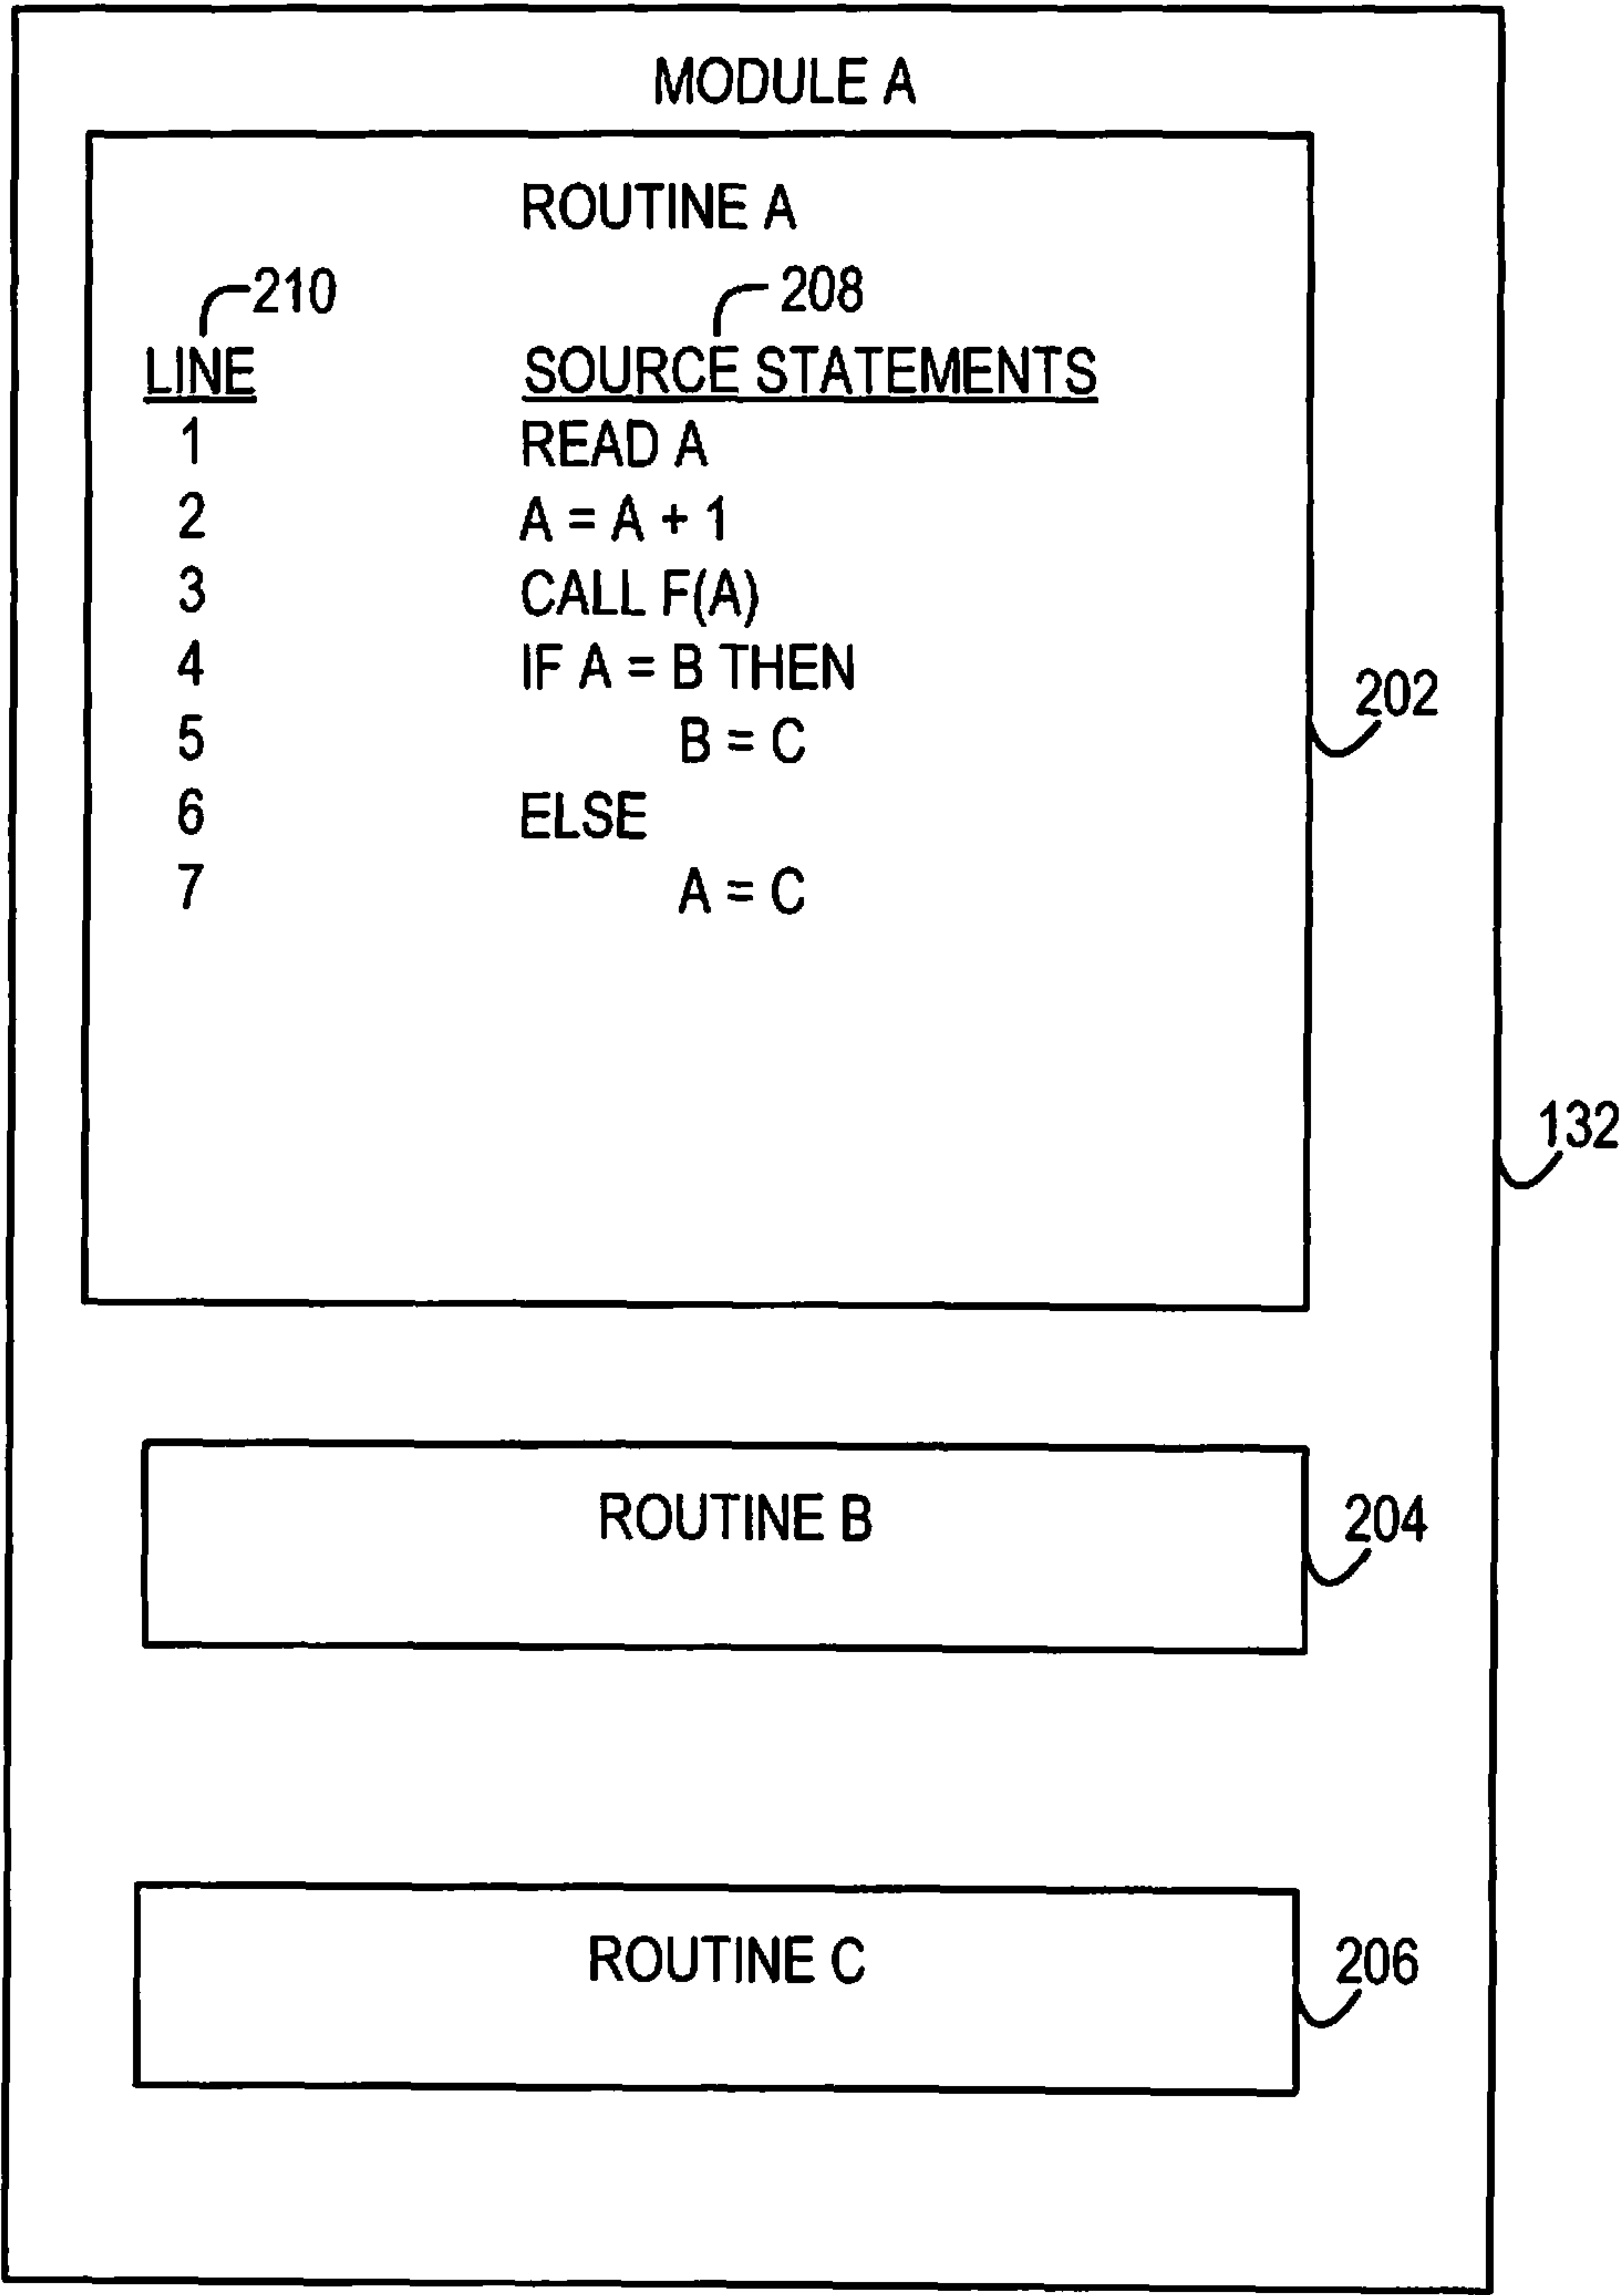 MODULE A
ROUTINE A
210 208
LINE SOURCE STATEMENTS
1 READ A
2 A = A + 1
3 CALL F(A)
4 IF A = B THEN
202
5 B = C
6 ELSE
7 A = C
132
ROUTINE B 204
ROUTINE C 206